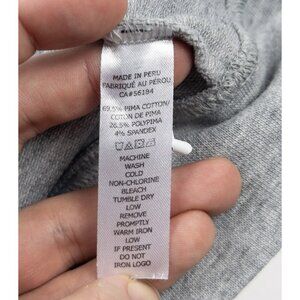 MADE IN PERU
FABRIQUÉ AU PÉROU
CA#56194
69.5% PIMA COTTON/
COTON DE PIMA
26.5% POLYPIMA
4% SPANDEX
MACHINE
WASH
COLD
NON-CHLORINE
BLEACH
TUMBLE DRY
LOW
REMOVE
PROMPTLY
WARM IRON
LOW
IF PRESENT
DO NOT
IRON LOGO